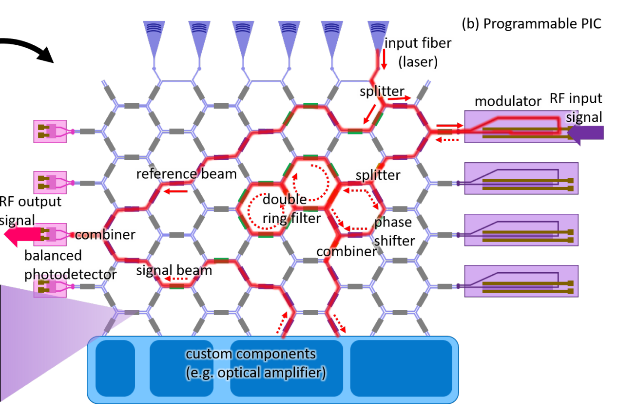 (b) Programmable PIC
input fiber
(laser)
splitter
modulator
RF input
signal
reference beam
splitter
RF output
signal
double
ring filter
phase
shifter
combiner
combiner
balanced
photodetector
signal beam
custom components
(e.g. optical amplifier)